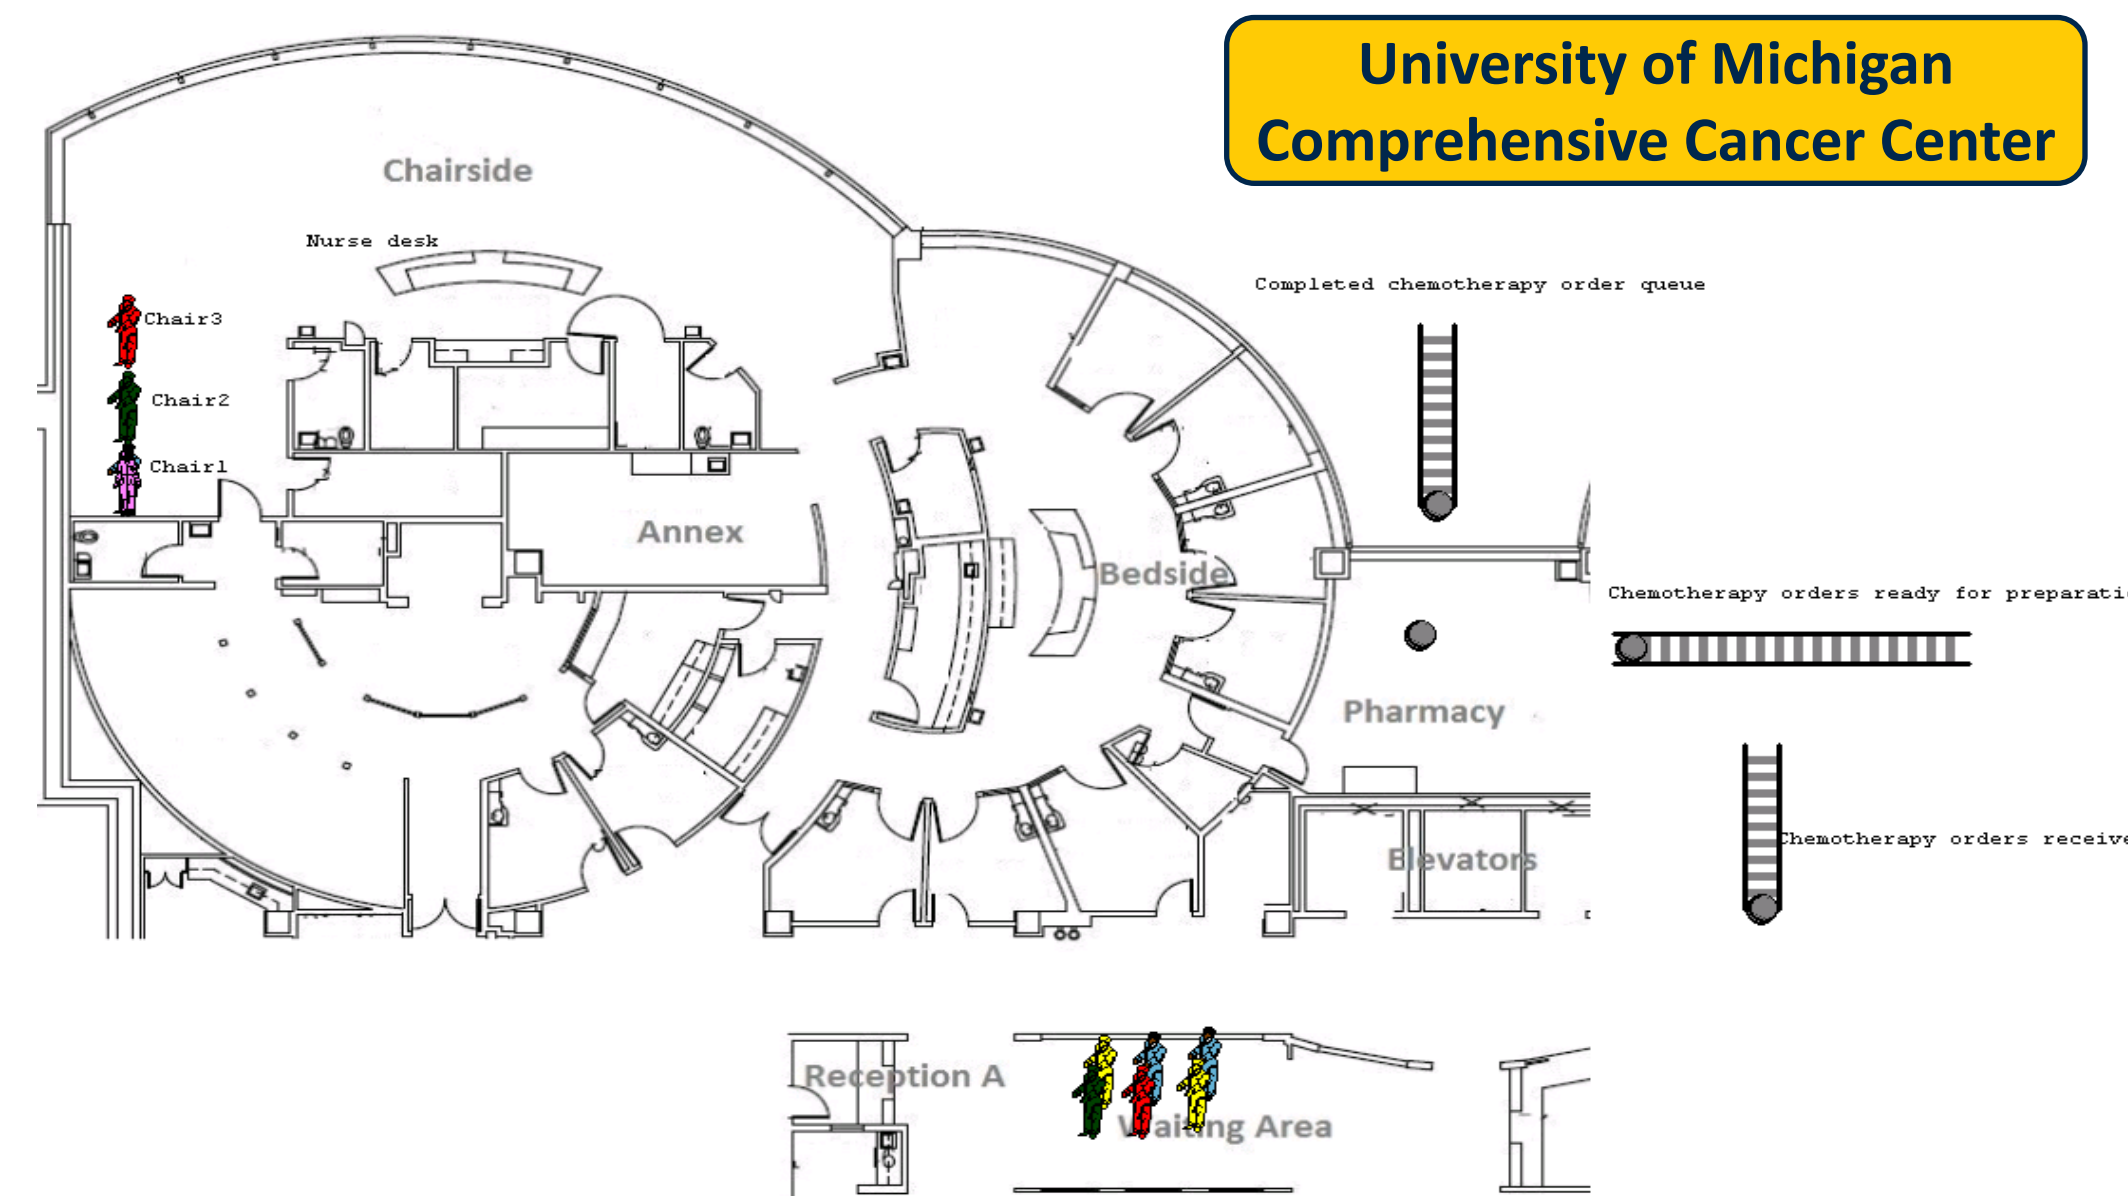 University of Michigan
Comprehensive Cancer Center
Chairside
Nurse desk
Completed chemotherapy order queue
Chair3
Chair2
Chair1
Annex
Bedside
Chemotherapy orders ready for preparati
Pharmacy
Chemotherapy orders receive
Elevators
Reception A
Waiting Area